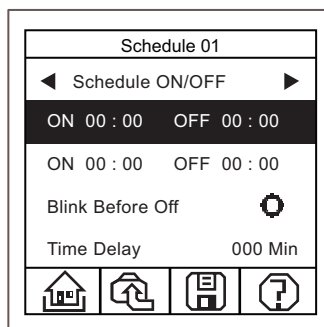 Schedule 01
Schedule ON/OFF
ON 00 : 00 OFF 00 : 00
ON 00 : 00 OFF 00 : 00
Blink Before Off
Time Delay 000 Min
?